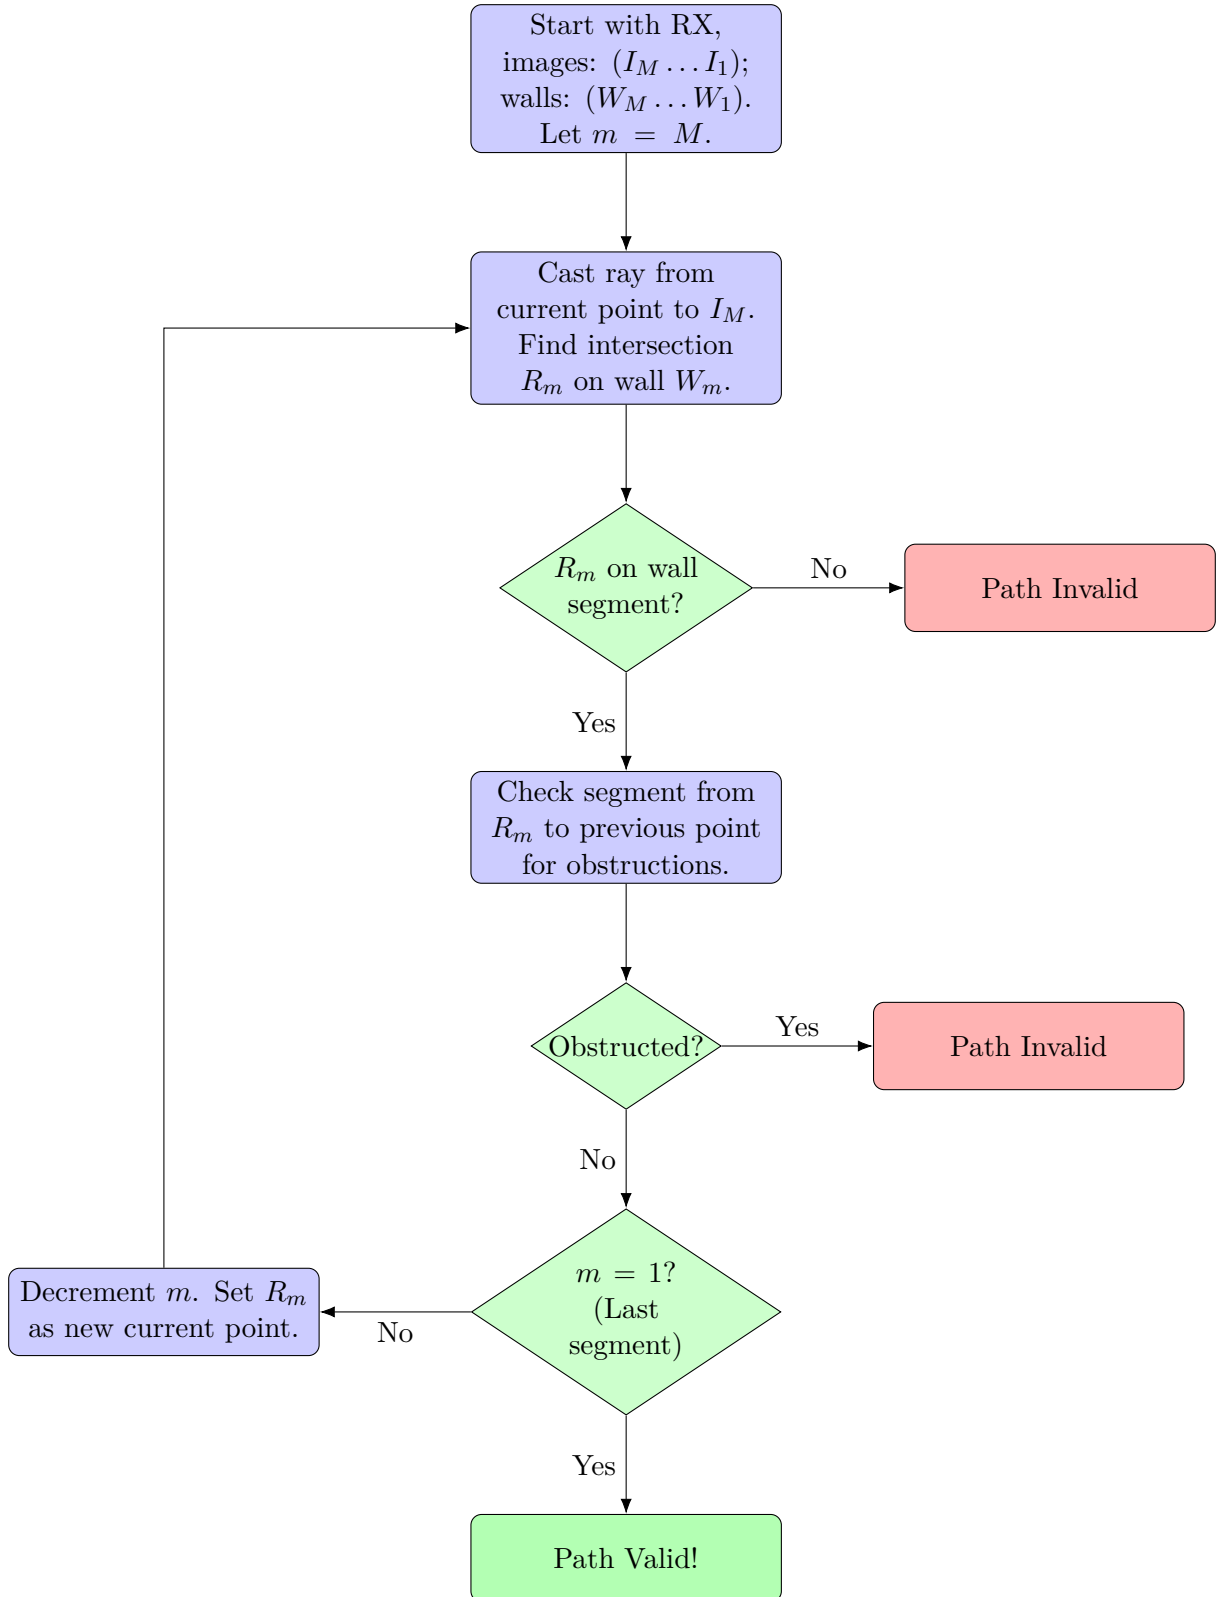 Start with RX,
images: (I_M … I_1);
walls: (W_M … W_1).
Let m = M.
Cast ray from
current point to I_M.
Find intersection
R_m on wall W_m.
R_m on wall
segment?
No
Path Invalid
Yes
Check segment from
R_m to previous point
for obstructions.
Obstructed?
Yes
Path Invalid
No
m = 1?
(Last
segment)
No
Decrement m. Set R_m
as new current point.
Yes
Path Valid!